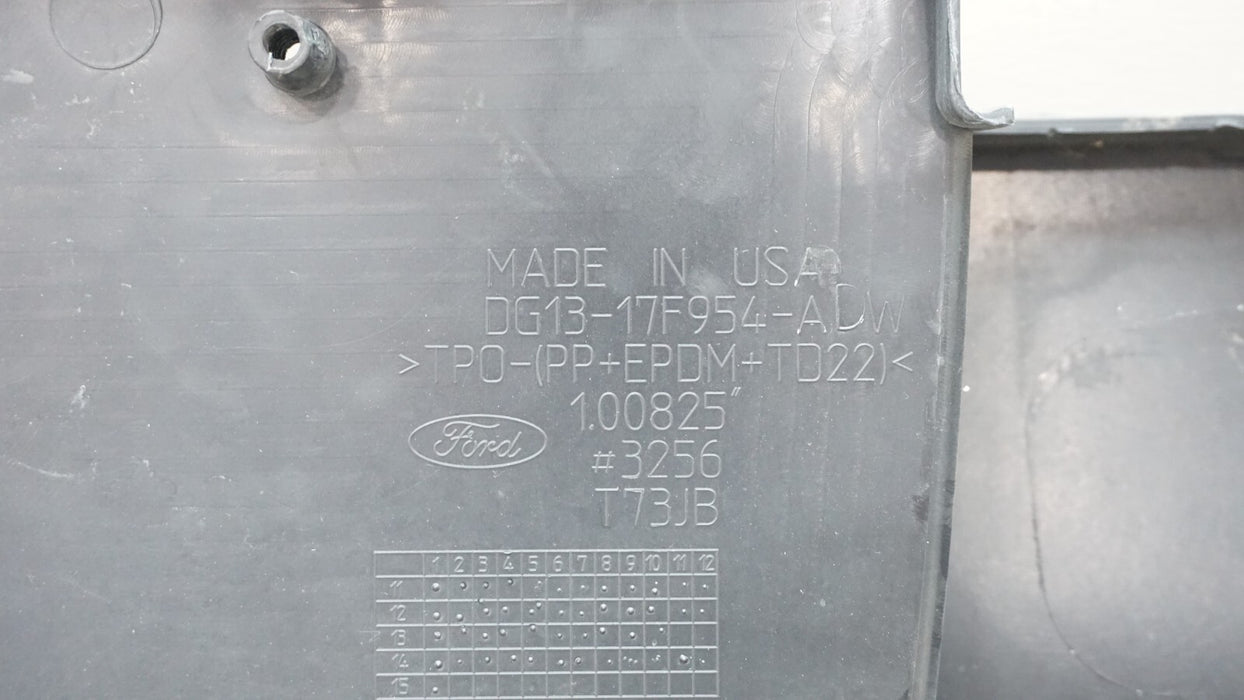 MADE IN USA
DG13-17F954-ADW
>TPO-(PP+EPDM+TD22)<
1.00825"
Ford
#3256
T73JB
1 2 3 4 5 6 7 8 9 10 11 12
11
12
13
14
15